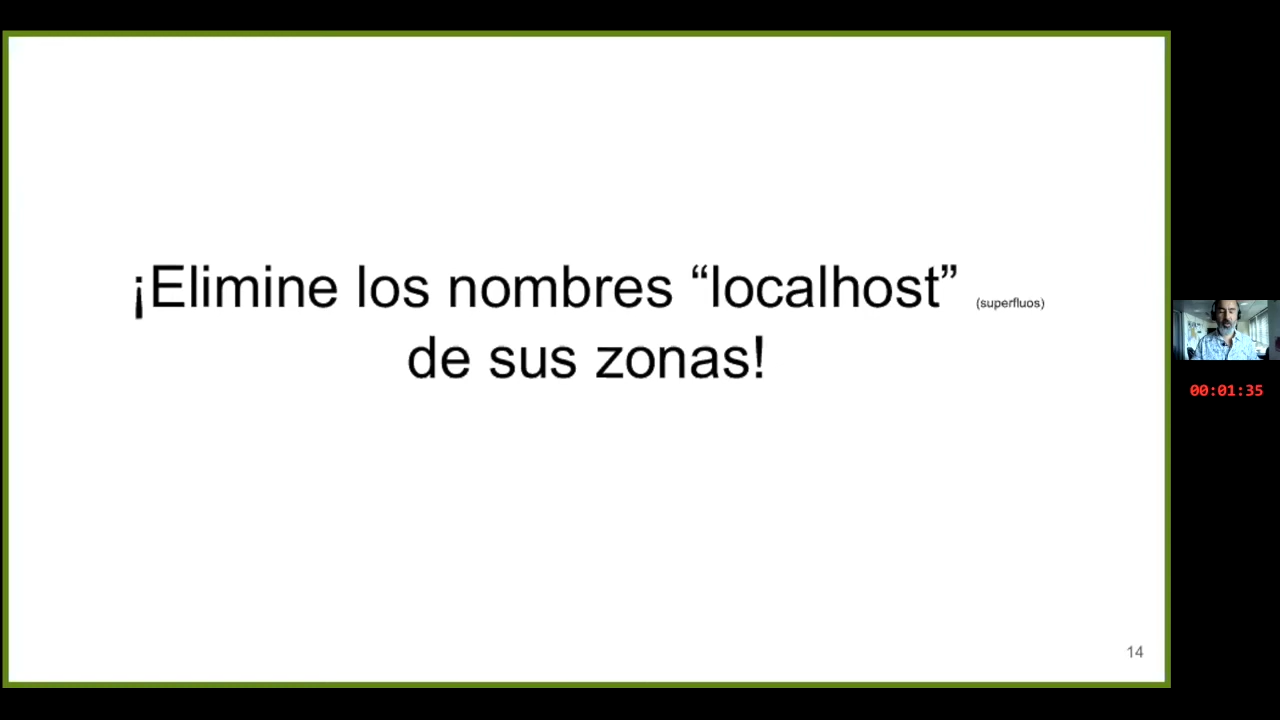 ¡Elimine los nombres “localhost” (superfluos)
de sus zonas!
14
00:01:35